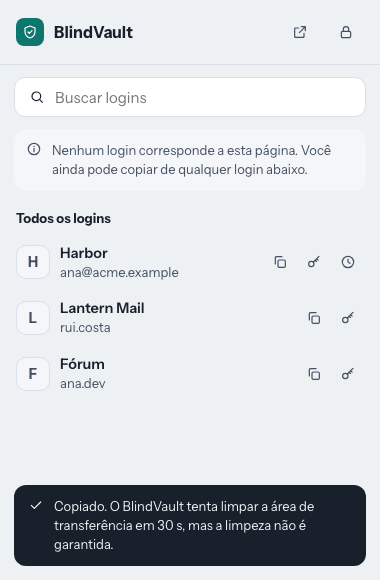 BlindVault
Buscar logins
Nenhum login corresponde a esta página. Você
ainda pode copiar de qualquer login abaixo.
Todos os logins
H
Harbor
ana@acme.example
L
Lantern Mail
rui.costa
F
Fórum
ana.dev
Copiado. O BlindVault tenta limpar a área de
transferência em 30 s, mas a limpeza não é
garantida.